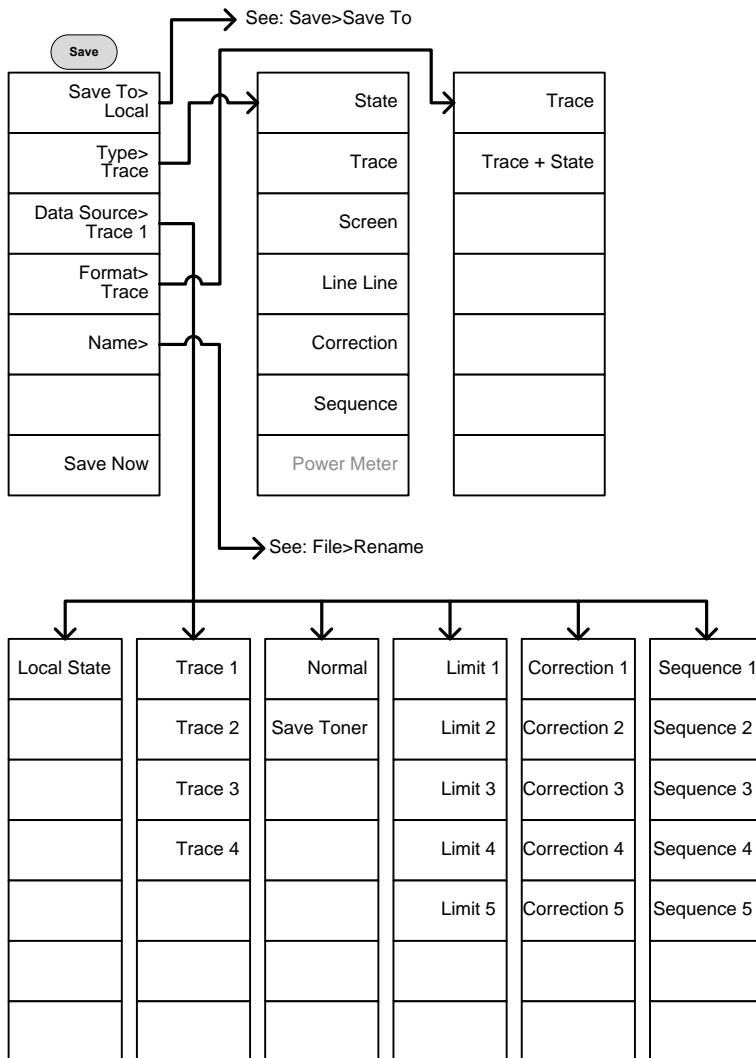 See: Save>Save To
Save
Save To>
Local
Type>
Trace
Data Source>
Trace 1
Format>
Trace
Name>
Save Now
State
Trace
Screen
Line Line
Correction
Sequence
Power Meter
Trace
Trace + State
See: File>Rename
Local State
Trace 1
Trace 2
Trace 3
Trace 4
Normal
Save Toner
Limit 1
Limit 2
Limit 3
Limit 4
Limit 5
Correction 1
Correction 2
Correction 3
Correction 4
Correction 5
Sequence 1
Sequence 2
Sequence 3
Sequence 4
Sequence 5